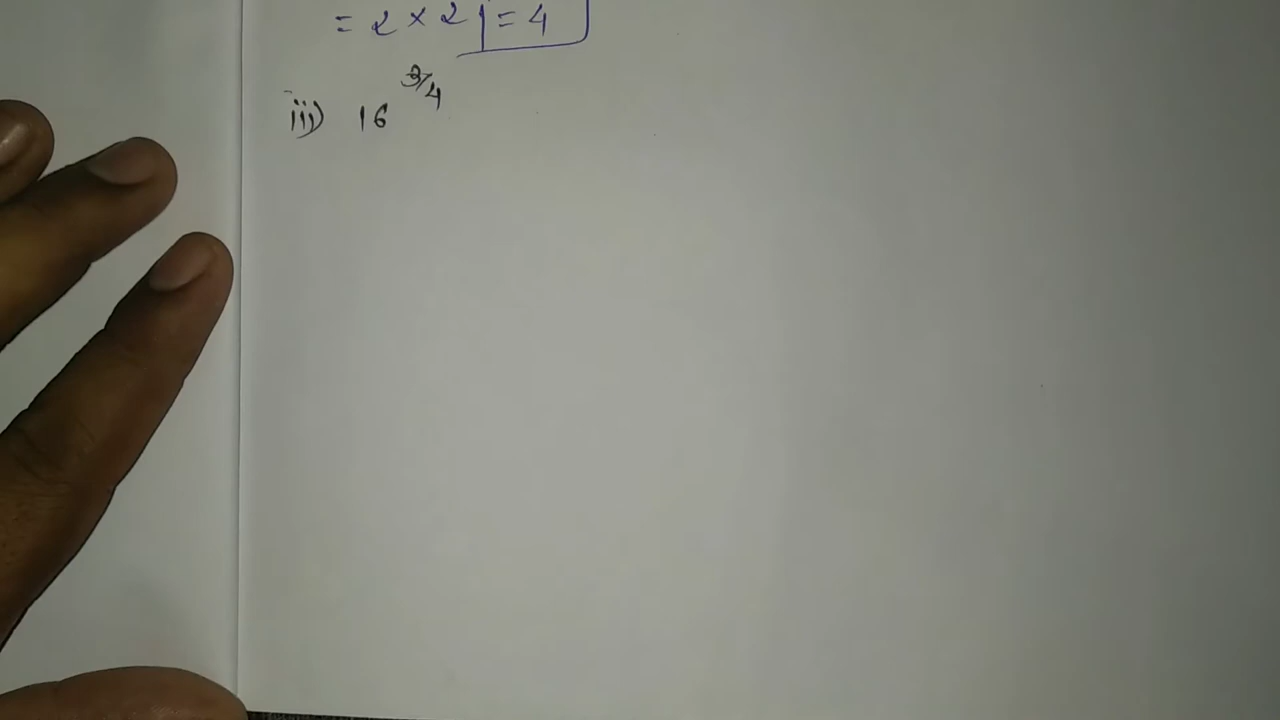 = 2 × 2 = 4
iii) 16^{3/4}